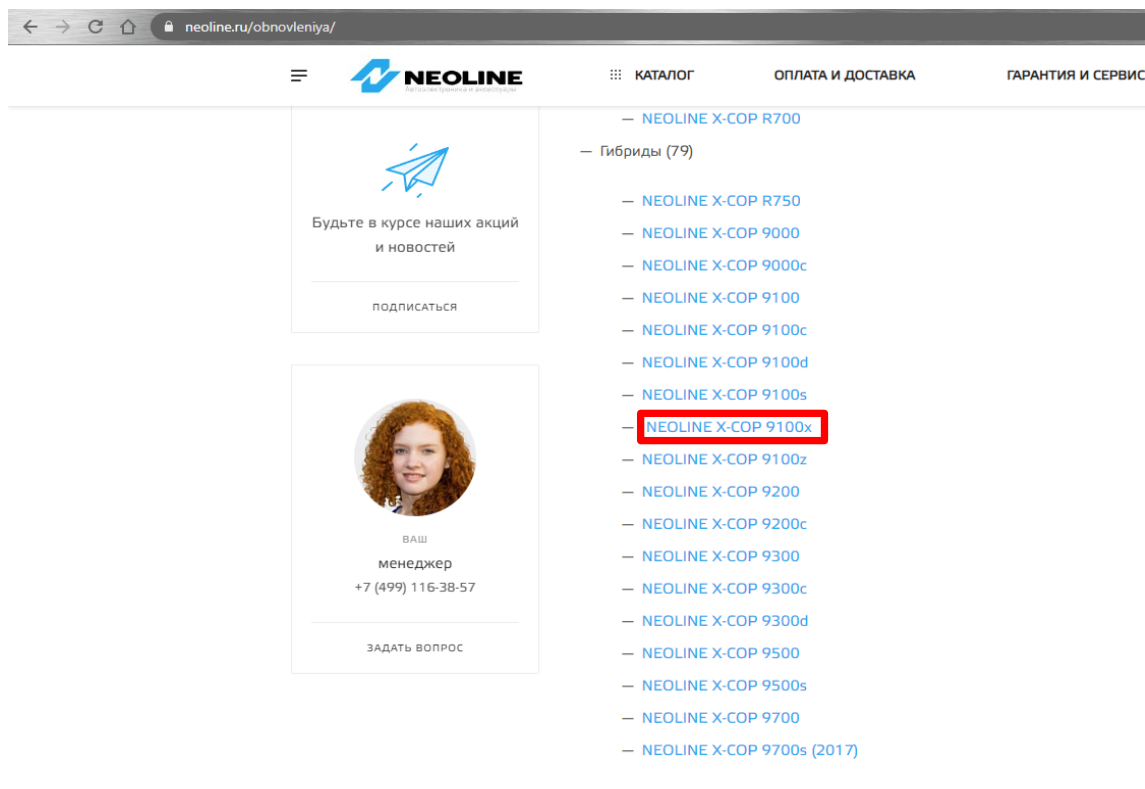 neoline.ru/obnovleniya/
NEOLINE
Автоэлектроника и аксессуары
КАТАЛОГ
ОПЛАТА И ДОСТАВКА
ГАРАНТИЯ И СЕРВИС
Будьте в курсе наших акций
и новостей
ПОДПИСАТЬСЯ
ВАШ
менеджер
+7 (499) 116-38-57
ЗАДАТЬ ВОПРОС
— NEOLINE X-COP R700
— Гибриды (79)
— NEOLINE X-COP R750
— NEOLINE X-COP 9000
— NEOLINE X-COP 9000c
— NEOLINE X-COP 9100
— NEOLINE X-COP 9100c
— NEOLINE X-COP 9100d
— NEOLINE X-COP 9100s
— NEOLINE X-COP 9100x
— NEOLINE X-COP 9100z
— NEOLINE X-COP 9200
— NEOLINE X-COP 9200c
— NEOLINE X-COP 9300
— NEOLINE X-COP 9300c
— NEOLINE X-COP 9300d
— NEOLINE X-COP 9500
— NEOLINE X-COP 9500s
— NEOLINE X-COP 9700
— NEOLINE X-COP 9700s (2017)